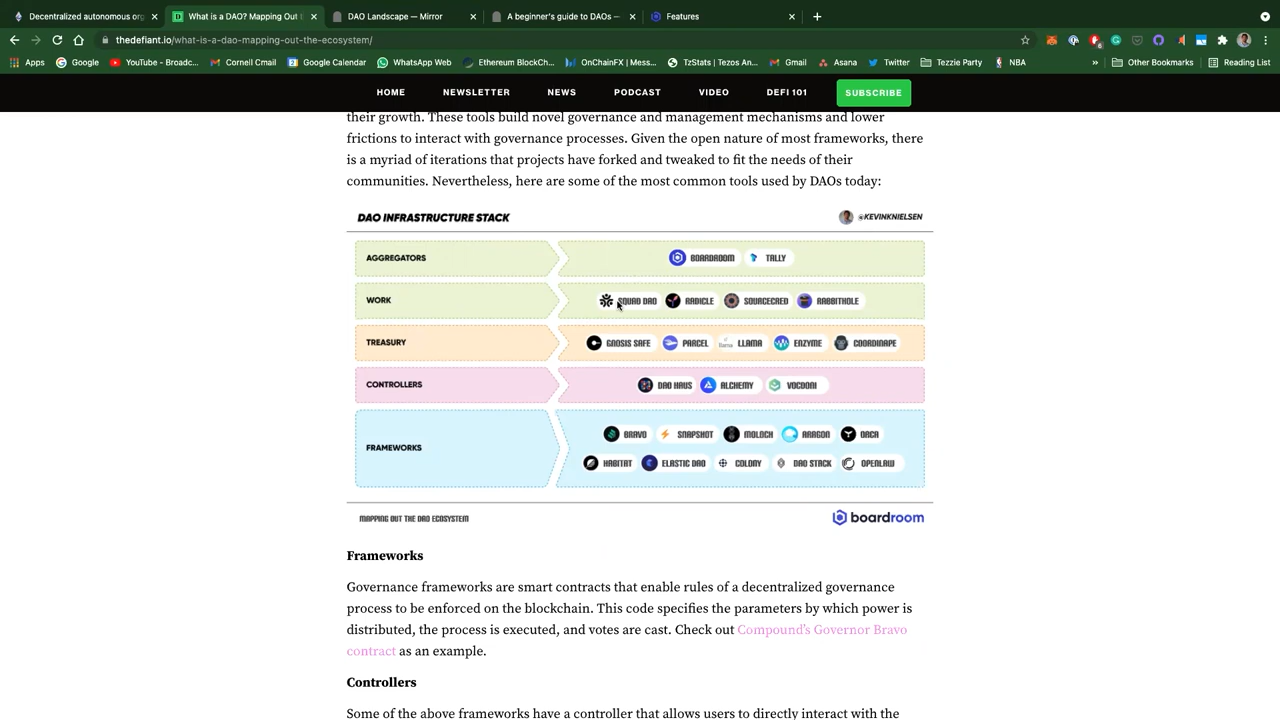 Decentralized autonomous org
What is a DAO? Mapping Out t
DAO Landscape — Mirror
A beginner's guide to DAOs —
Features
thedefiant.io/what-is-a-dao-mapping-out-the-ecosystem/
Apps
Google
YouTube - Broadc...
Cornell Cmail
Google Calendar
WhatsApp Web
Ethereum BlockCh...
OnChainFX | Mess...
TzStats | Tezos An...
Gmail
Asana
Twitter
Tezzie Party
NBA
»
Other Bookmarks
Reading List
HOME
NEWSLETTER
NEWS
PODCAST
VIDEO
DEFI 101
SUBSCRIBE
their growth. These tools build novel governance and management mechanisms and lower
frictions to interact with governance processes. Given the open nature of most frameworks, there
is a myriad of iterations that projects have forked and tweaked to fit the needs of their
communities. Nevertheless, here are some of the most common tools used by DAOs today:
DAO INFRASTRUCTURE STACK
@KEVINKNIELSEN
AGGREGATORS
BOARDROOM
TALLY
WORK
SQUAD DAO
RADICLE
SOURCECRED
RABBITHOLE
TREASURY
GNOSIS SAFE
PARCEL
LLAMA
ENZYME
COORDINAPE
CONTROLLERS
DAO HAUS
ALCHEMY
VOCDONI
FRAMEWORKS
BRAVO
SNAPSHOT
MOLOCH
ARAGON
ORCA
HABITAT
ELASTIC DAO
COLONY
DAO STACK
OPENLAW
MAPPING OUT THE DAO ECOSYSTEM
boardroom
Frameworks
Governance frameworks are smart contracts that enable rules of a decentralized governance
process to be enforced on the blockchain. This code specifies the parameters by which power is
distributed, the process is executed, and votes are cast. Check out Compound's Governor Bravo
contract as an example.
Controllers
Some of the above frameworks have a controller that allows users to directly interact with the